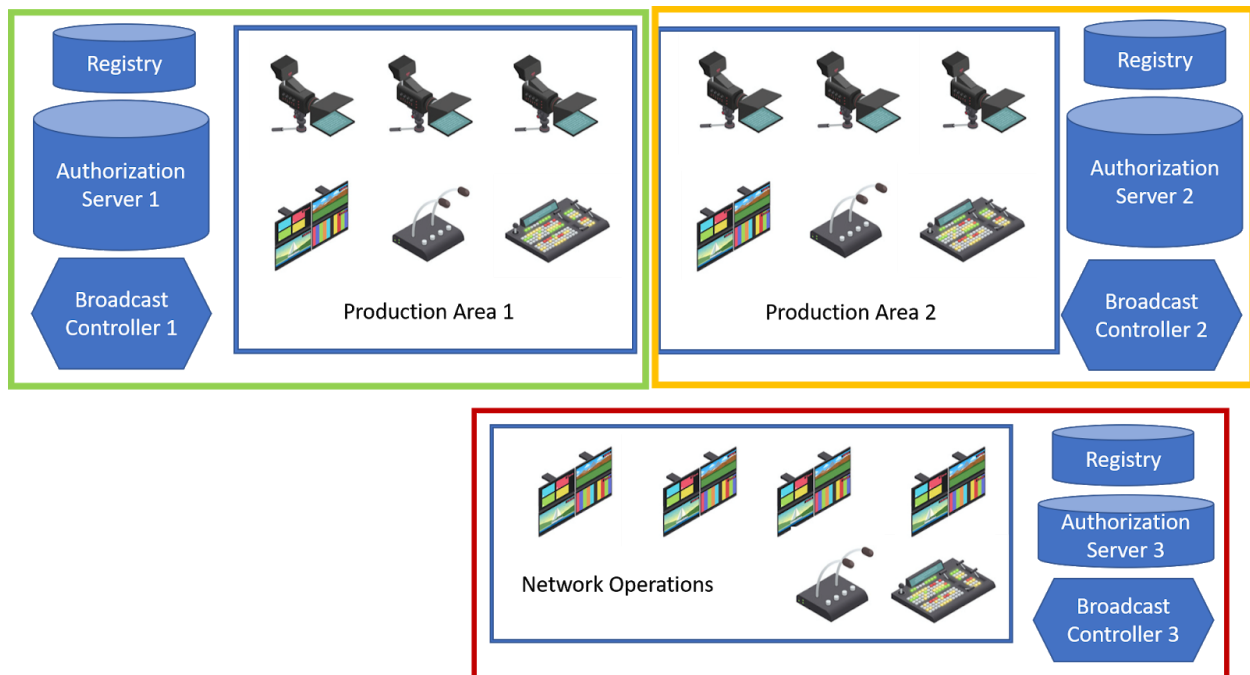 Registry
Authorization
Server 1
Broadcast
Controller 1
Production Area 1
Production Area 2
Registry
Authorization
Server 2
Broadcast
Controller 2
Network Operations
Registry
Authorization
Server 3
Broadcast
Controller 3